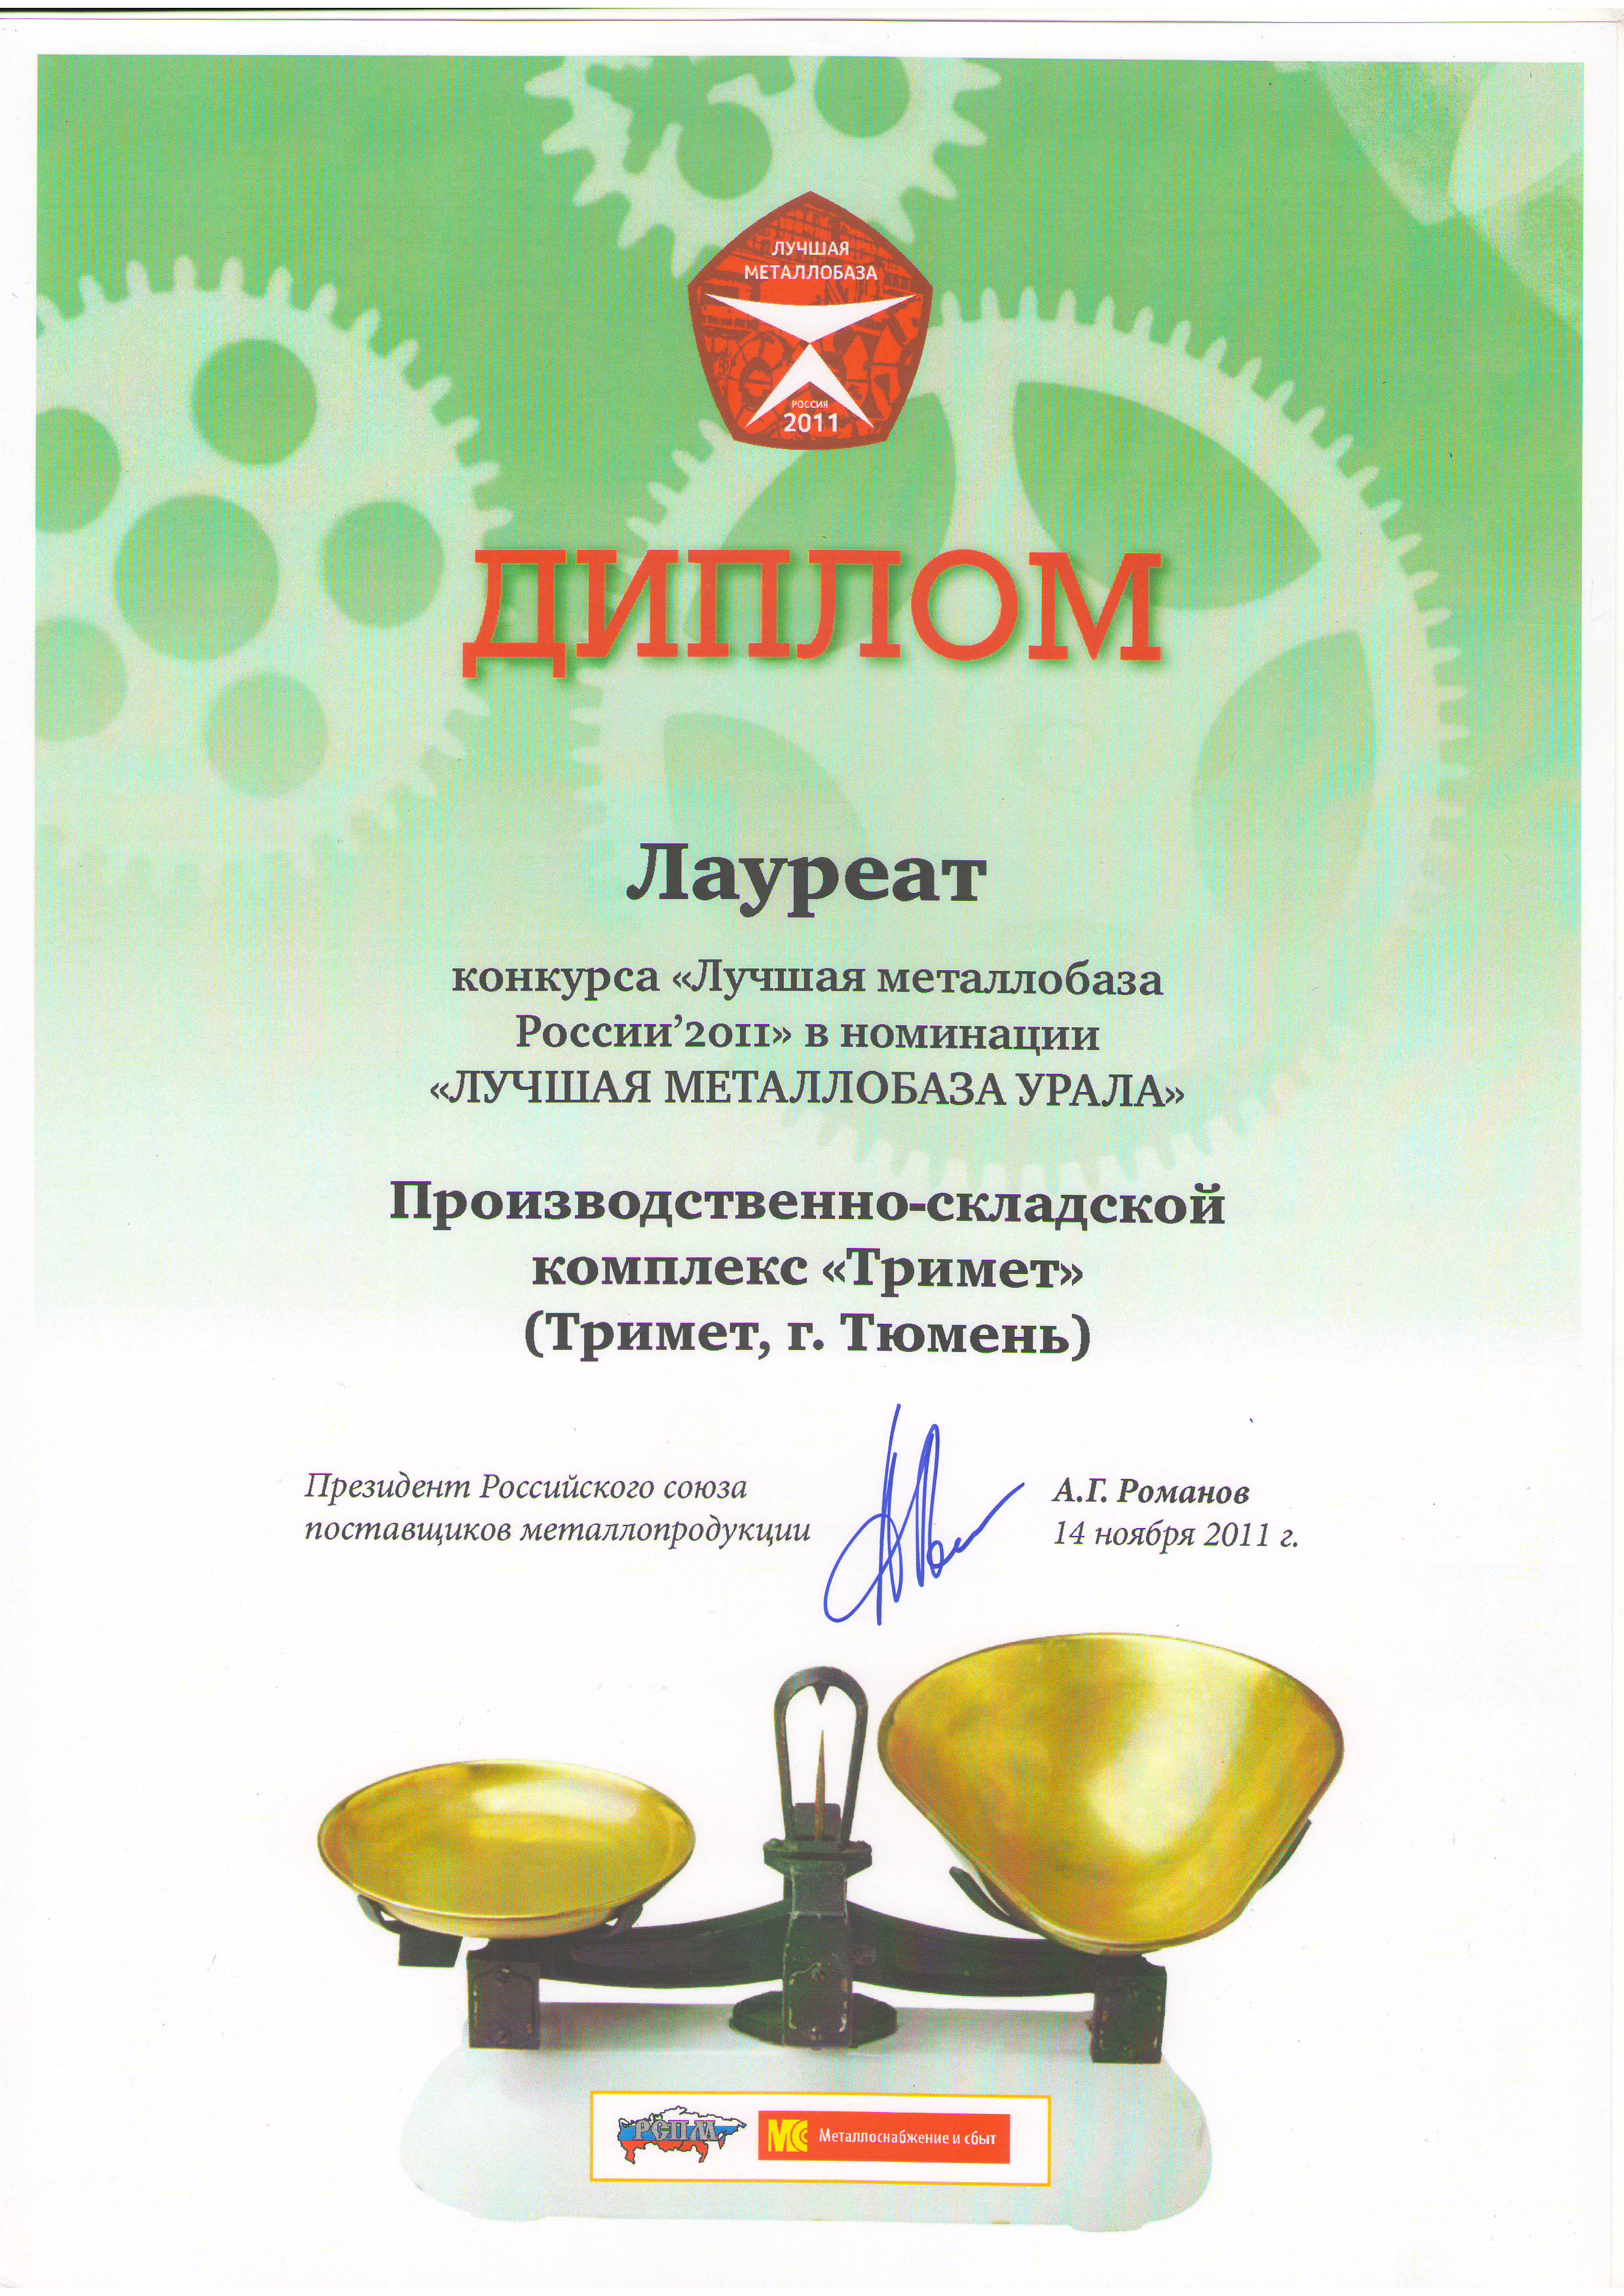 ЛУЧШАЯ
МЕТАЛЛОБАЗА
РОССИЯ
2011
ДИПЛОМ
Лауреат
конкурса «Лучшая металлобаза
России’2011» в номинации
«ЛУЧШАЯ МЕТАЛЛОБАЗА УРАЛА»
Производственно-складской
комплекс «Тримет»
(Тримет, г. Тюмень)
Президент Российского союза
поставщиков металлопродукции
А.Г. Романов
14 ноября 2011 г.
РСПМ
МС Металлоснабжение и сбыт